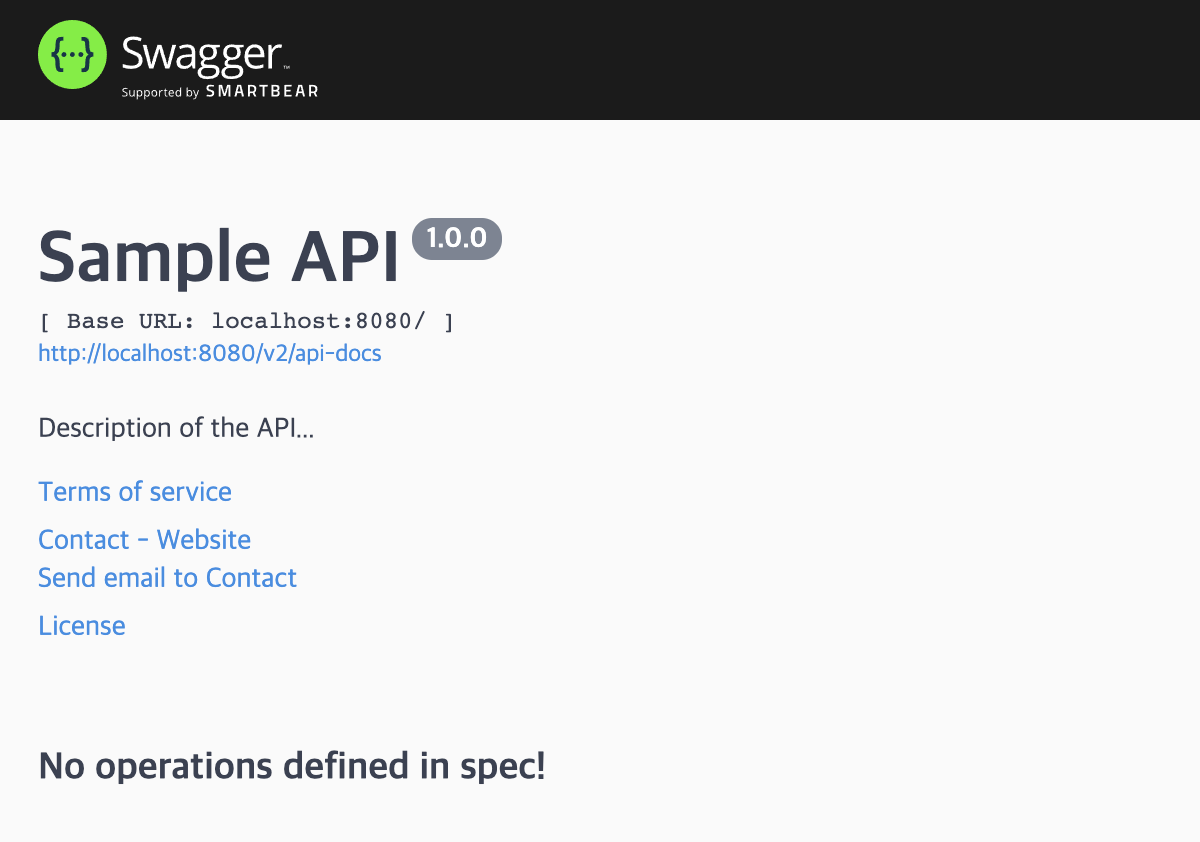 {...} Swagger™
Supported by SMARTBEAR
Sample API 1.0.0
[ Base URL: localhost:8080/ ]
http://localhost:8080/v2/api-docs
Description of the API...
Terms of service
Contact - Website
Send email to Contact
License
No operations defined in spec!